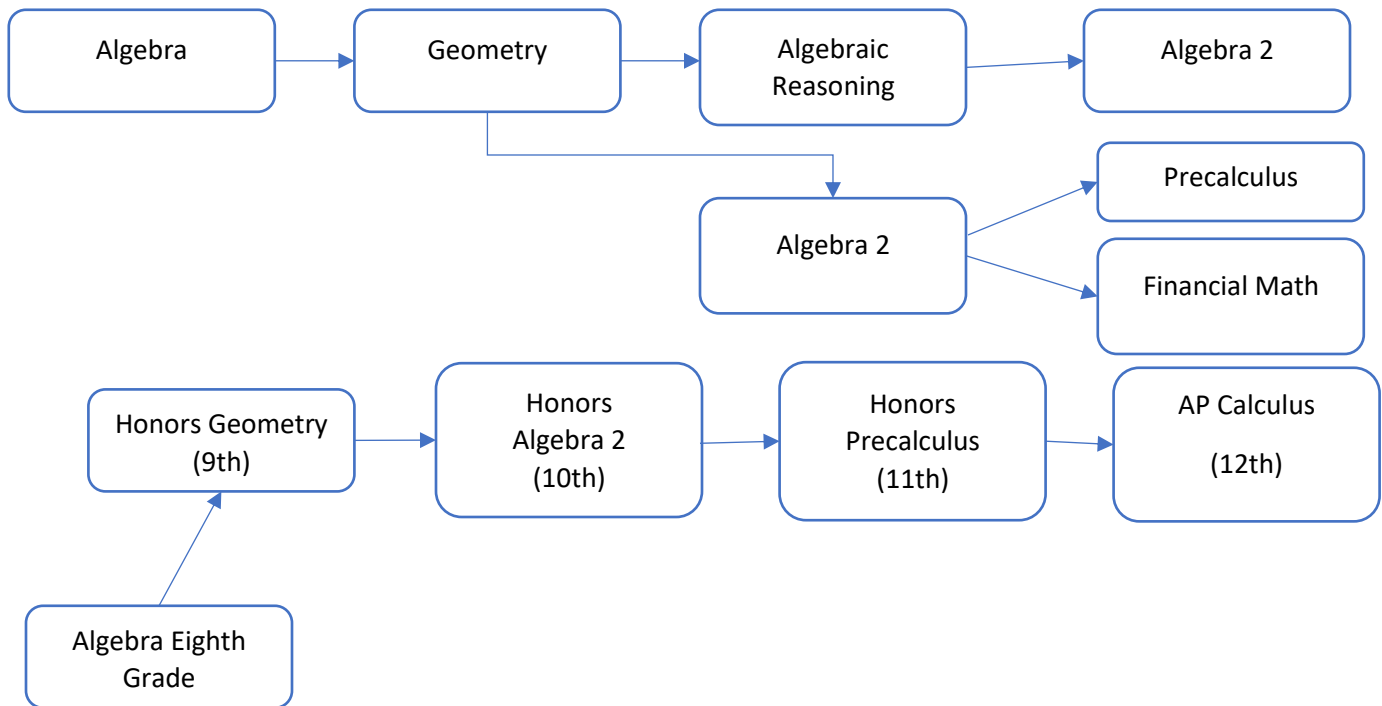 Algebra
Geometry
Algebraic
Reasoning
Algebra 2
Algebra 2
Precalculus
Financial Math
Honors Geometry
(9th)
Honors
Algebra 2
(10th)
Honors
Precalculus
(11th)
AP Calculus
(12th)
Algebra Eighth
Grade